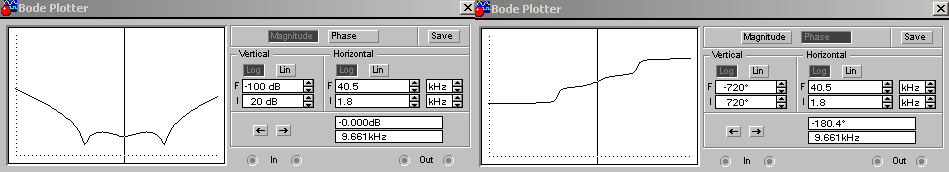 Bode Plotter
Magnitude Phase Save
Vertical Horizontal
Log Lin Log Lin
F -100 dB F 40.5 kHz
I 20 dB I 1.8 kHz
-0.000dB
9.661kHz
In Out
Bode Plotter
Magnitude Phase Save
Vertical Horizontal
Log Lin Log Lin
F -720° F 40.5 kHz
I 720° I 1.8 kHz
-180.4°
9.661kHz
In Out